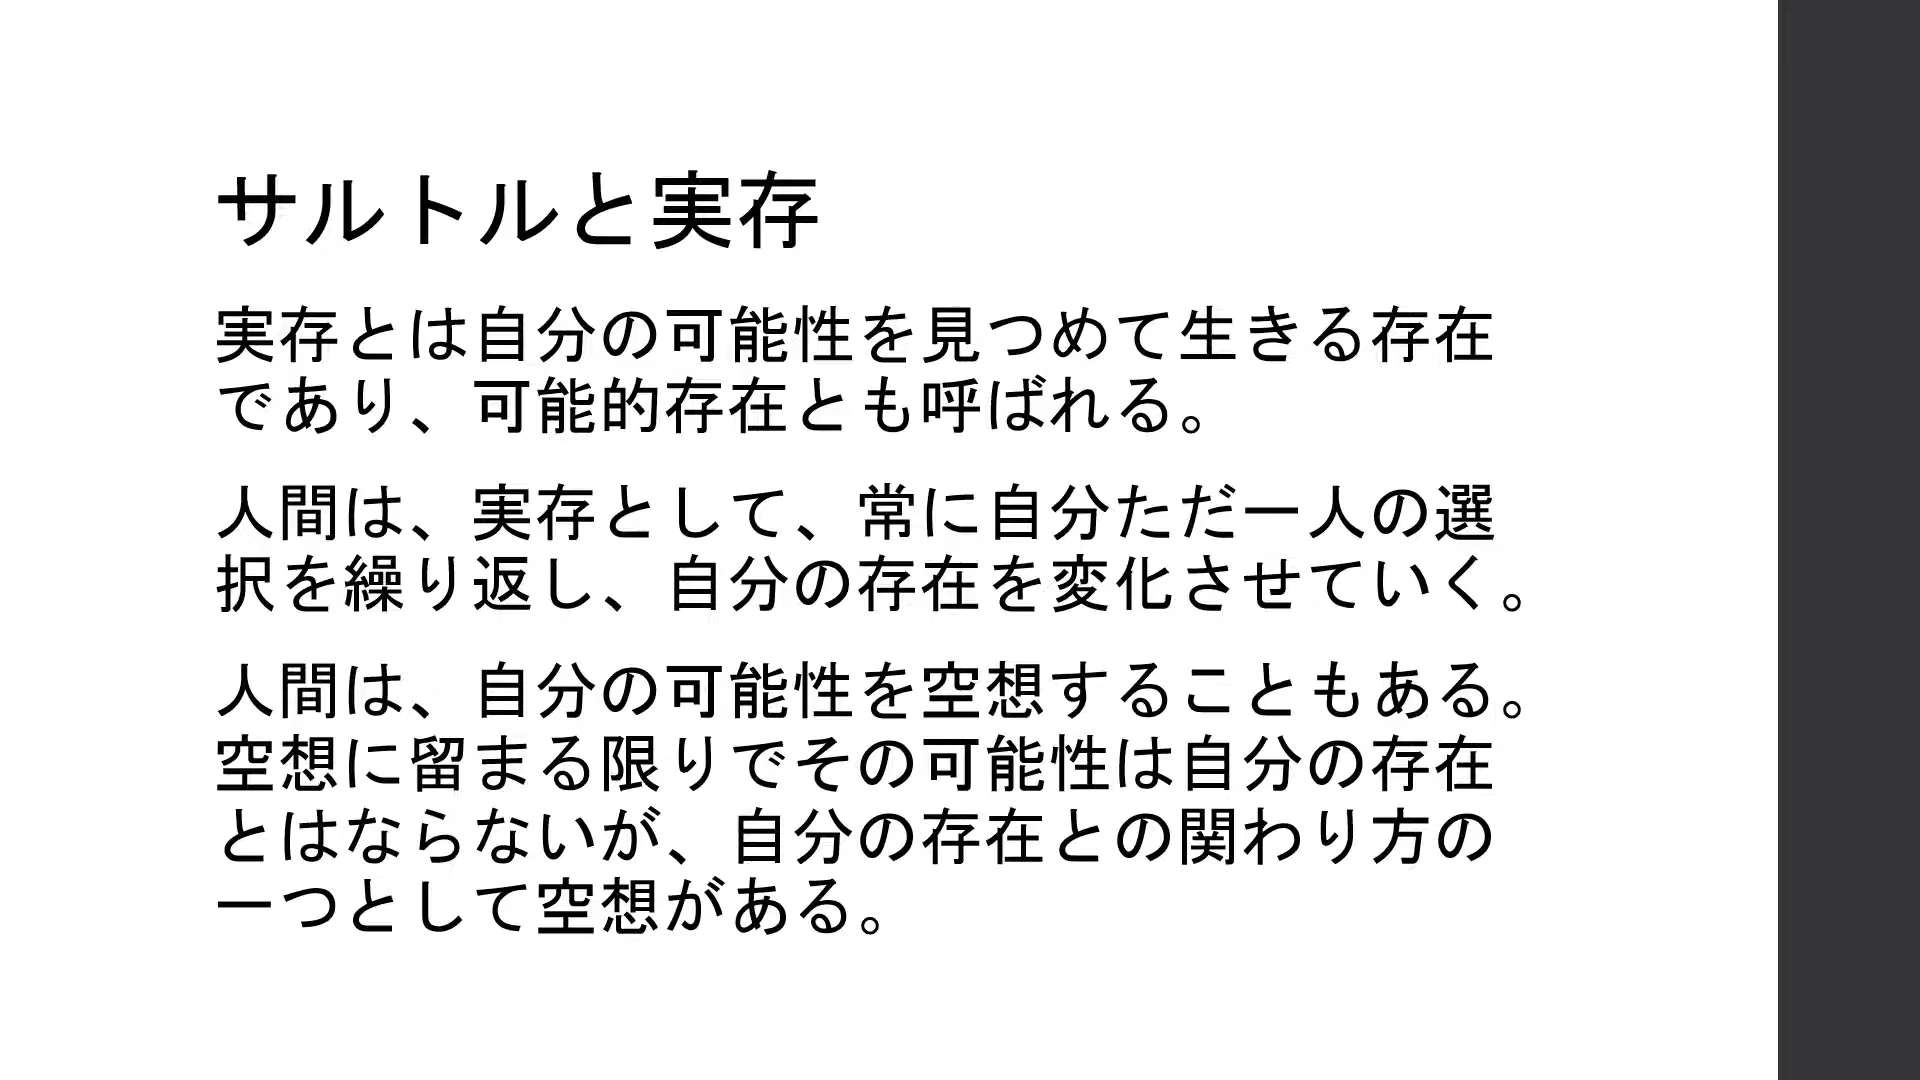 サルトルと実存
実存とは自分の可能性を見つめて生きる存在
であり、可能的存在とも呼ばれる。
人間は、実存として、常に自分ただ一人の選
択を繰り返し、自分の存在を変化させていく。
人間は、自分の可能性を空想することもある。
空想に留まる限りでその可能性は自分の存在
とはならないが、自分の存在との関わり方の
一つとして空想がある。